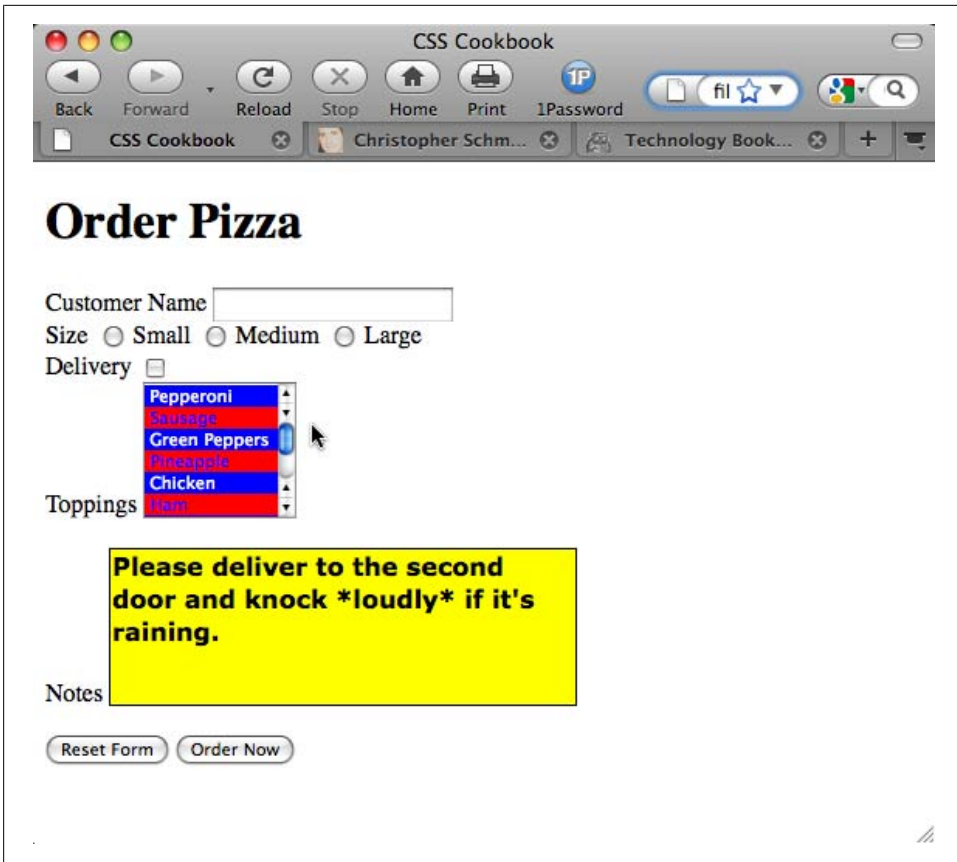 CSS Cookbook
1P
fil
Back Forward Reload Stop Home Print 1Password
CSS Cookbook Christopher Schm... Technology Book... +
Order Pizza
Customer Name
Size Small Medium Large
Delivery
Pepperoni
Sausage
Green Peppers
Pineapple
Chicken
Toppings Ham
Please deliver to the second
door and knock *loudly* if it's
raining.
Notes
Reset Form Order Now